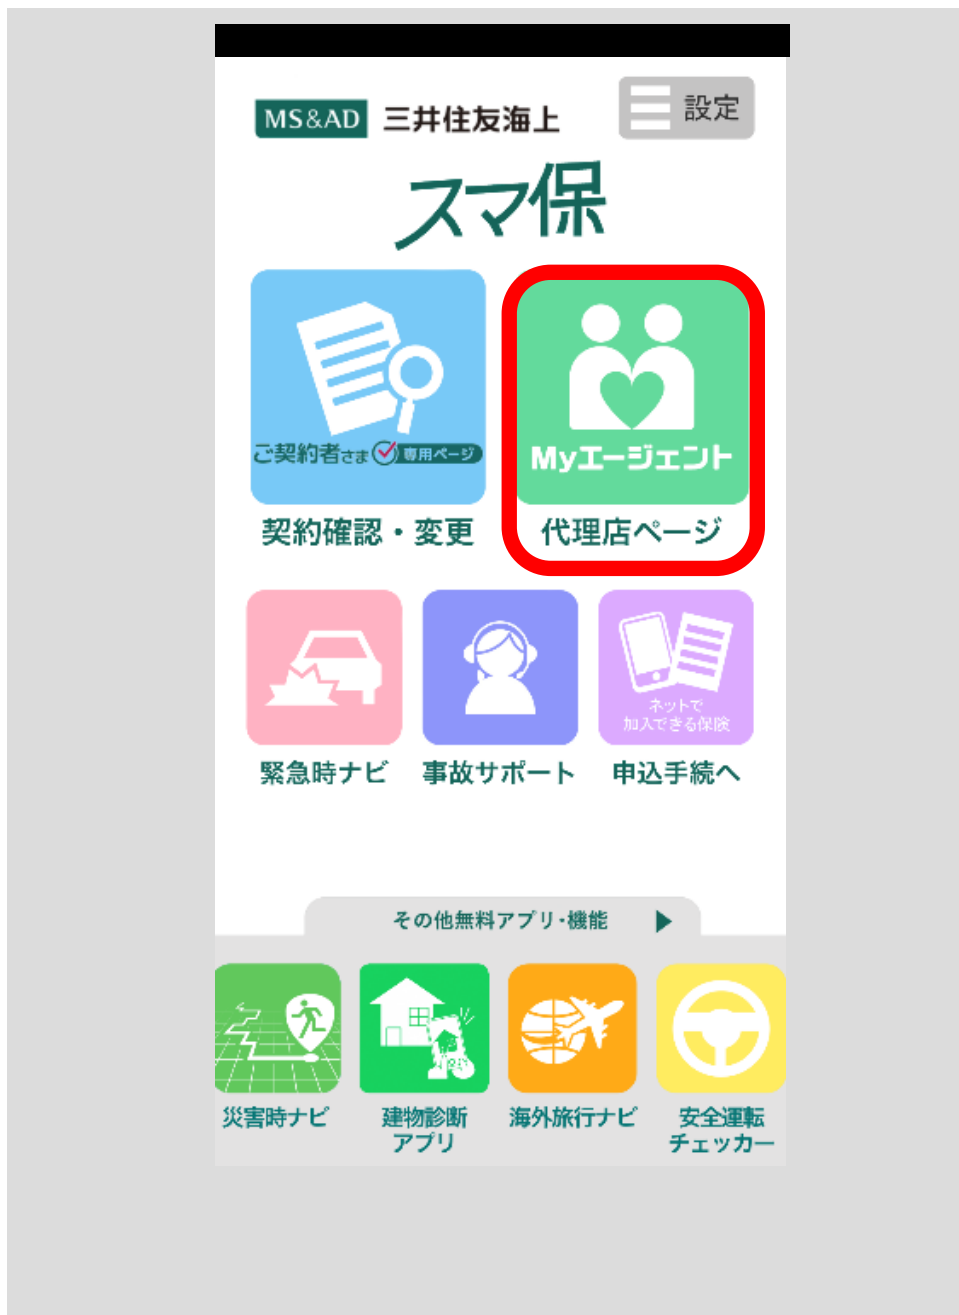 MS&AD 三井住友海上
設定
スマ保
ご契約者さま 専用ページ
Myエージェント
契約確認・変更
代理店ページ
ネットで
加入できる保険
緊急時ナビ
事故サポート
申込手続へ
その他無料アプリ・機能
災害時ナビ
建物診断
アプリ
海外旅行ナビ
安全運転
チェッカー